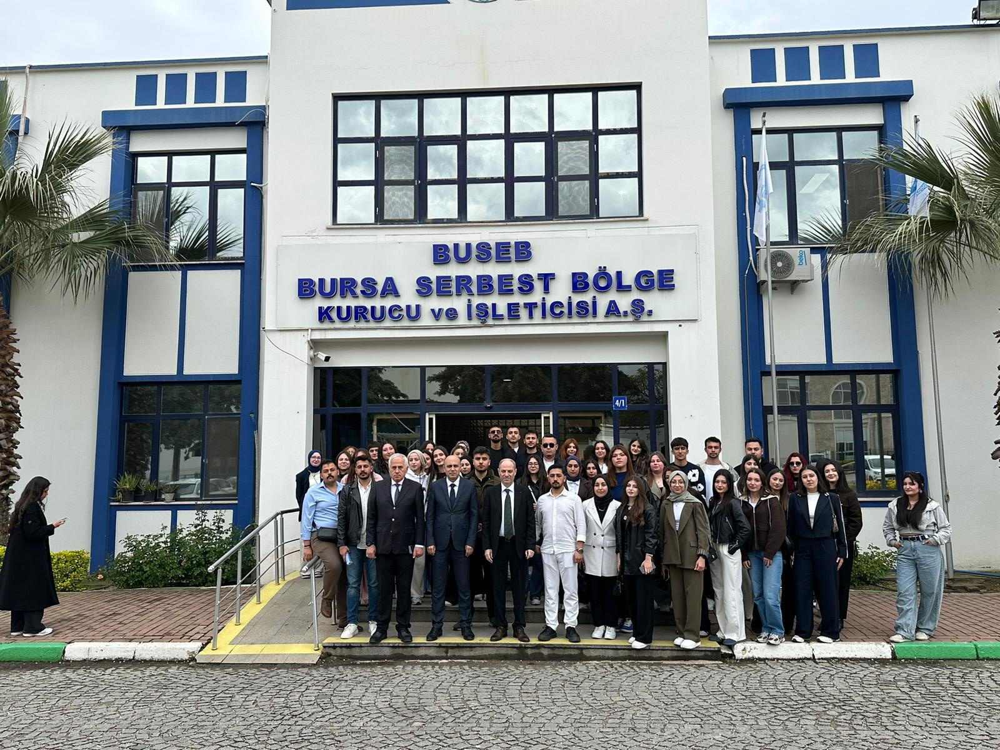 BUSEB
BURSA SERBEST BÖLGE
KURUCU ve İŞLETİCİSİ A.Ş.
beko
4/1